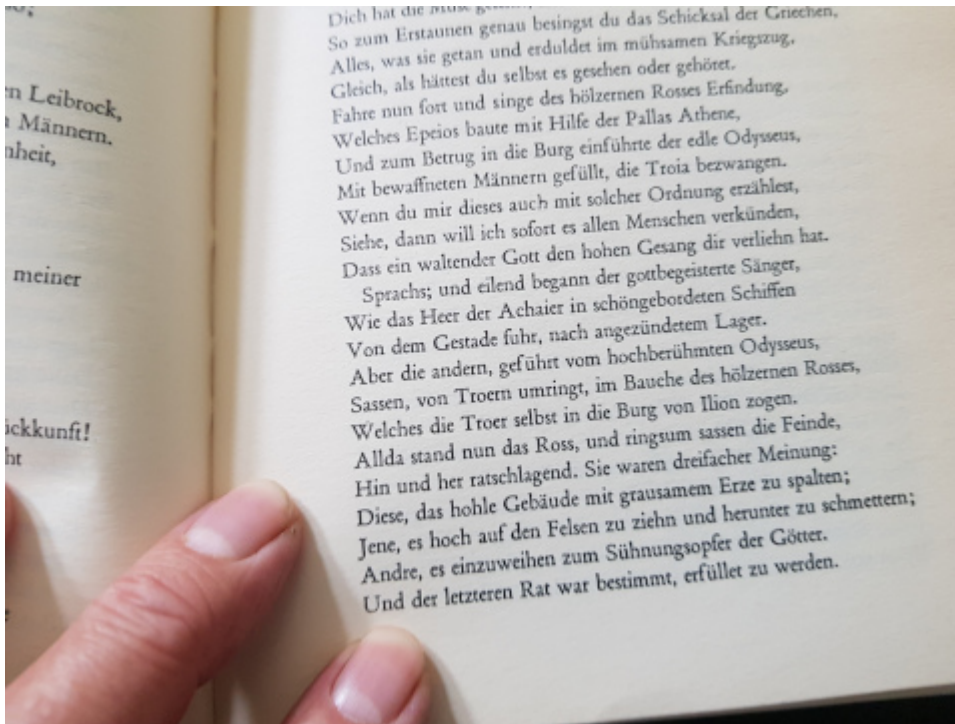 en Leibrock,
Männern.
nheit,
meiner
ickkunft!
ht
Dich hat die Muse
So zum Erstaunen genau besingst du das Schicksal der Griechen,
Alles, was sie getan und erduldet im mühsamen Kriegszug,
Gleich, als hättest du selbst es gesehen oder gehöret.
Fahre nun fort und singe des hölzernen Rosses Erfindung,
Welches Epeios baute mit Hilfe der Pallas Athene,
Und zum Betrug in die Burg einführte der edle Odysseus,
Mit bewaffneten Männern gefüllt, die Troia bezwangen.
Wenn du mir dieses auch mit solcher Ordnung erzählest,
Siehe, dann will ich sofort es allen Menschen verkünden,
Dass ein waltender Gott den hohen Gesang dir verliehn hat.
Sprachs; und eilend begann der gottbegeisterte Sänger,
Wie das Heer der Achaier in schöngebordeten Schiffen
Von dem Gestade fuhr, nach angezündetem Lager.
Aber die andern, geführt vom hochberühmten Odysseus,
Sassen, von Troern umringt, im Bauche des hölzernen Rosses,
Welches die Troer selbst in die Burg von Ilion zogen.
Allda stand nun das Ross, und ringsum sassen die Feinde,
Hin und her ratschlagend. Sie waren dreifacher Meinung:
Diese, das hohle Gebäude mit grausamem Erze zu spalten;
Jene, es hoch auf den Felsen zu ziehn und herunter zu schmettern;
Andre, es einzuweihen zum Sühnungsopfer der Götter.
Und der letzteren Rat war bestimmt, erfüllet zu werden.